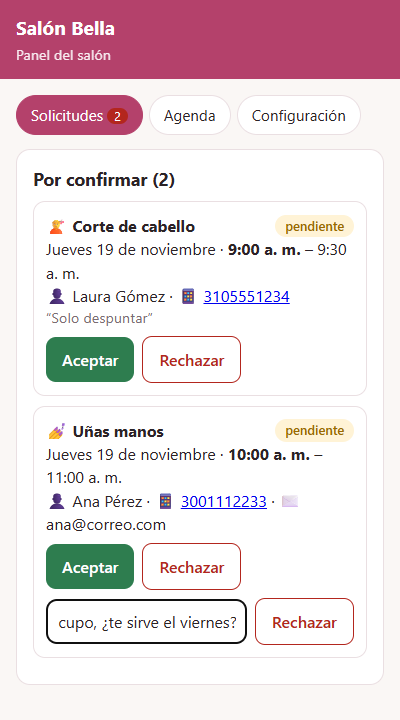 Salón Bella
Panel del salón
Solicitudes 2
Agenda
Configuración
Por confirmar (2)
Corte de cabello
pendiente
Jueves 19 de noviembre · 9:00 a. m. – 9:30
a. m.
Laura Gómez · 3105551234
“Solo despuntar”
Aceptar
Rechazar
Uñas manos
pendiente
Jueves 19 de noviembre · 10:00 a. m. –
11:00 a. m.
Ana Pérez · 3001112233 ·
ana@correo.com
Aceptar
Rechazar
cupo, ¿te sirve el viernes?
Rechazar